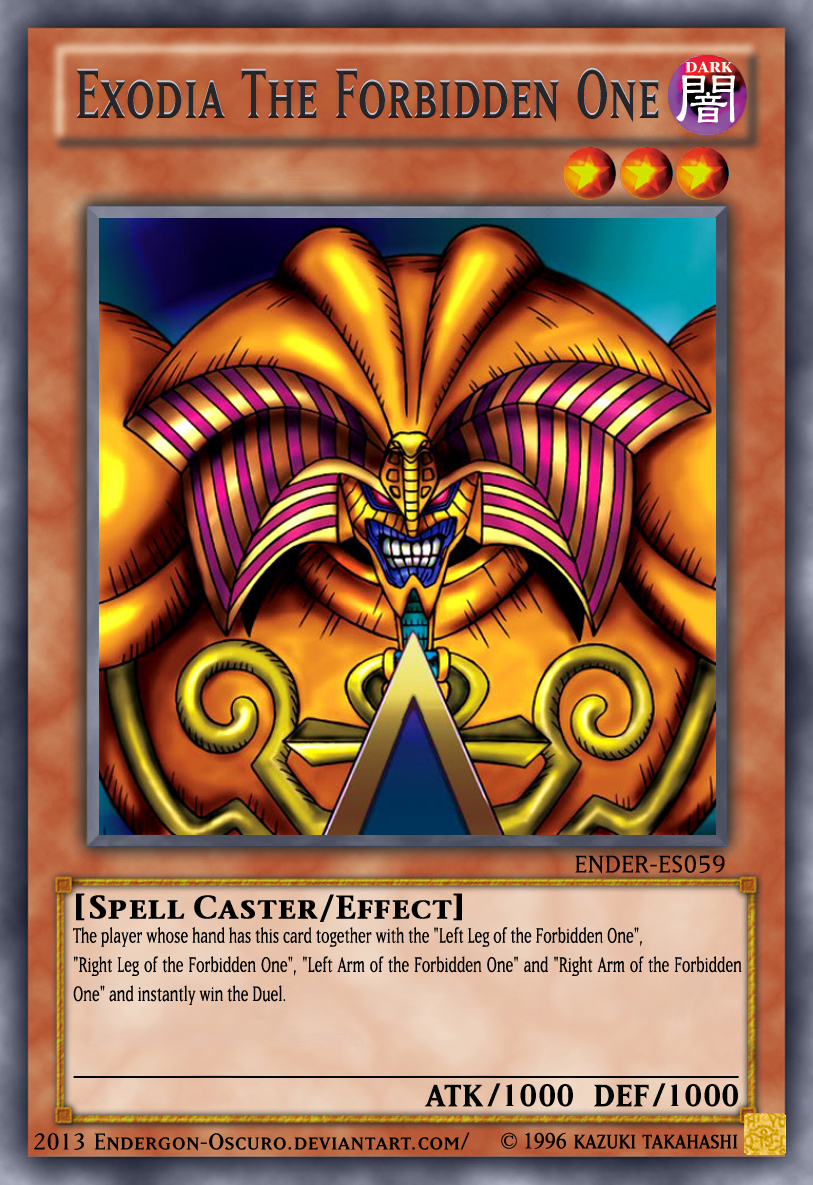 Exodia The Forbidden One
DARK
闇
ENDER-ES059
[Spell Caster/Effect]
The player whose hand has this card together with the "Left Leg of the Forbidden One",
"Right Leg of the Forbidden One", "Left Arm of the Forbidden One" and "Right Arm of the Forbidden
One" and instantly win the Duel.
ATK/1000 DEF/1000
2013 Endergon-Oscuro.deviantart.com/ © 1996 KAZUKI TAKAHASHI